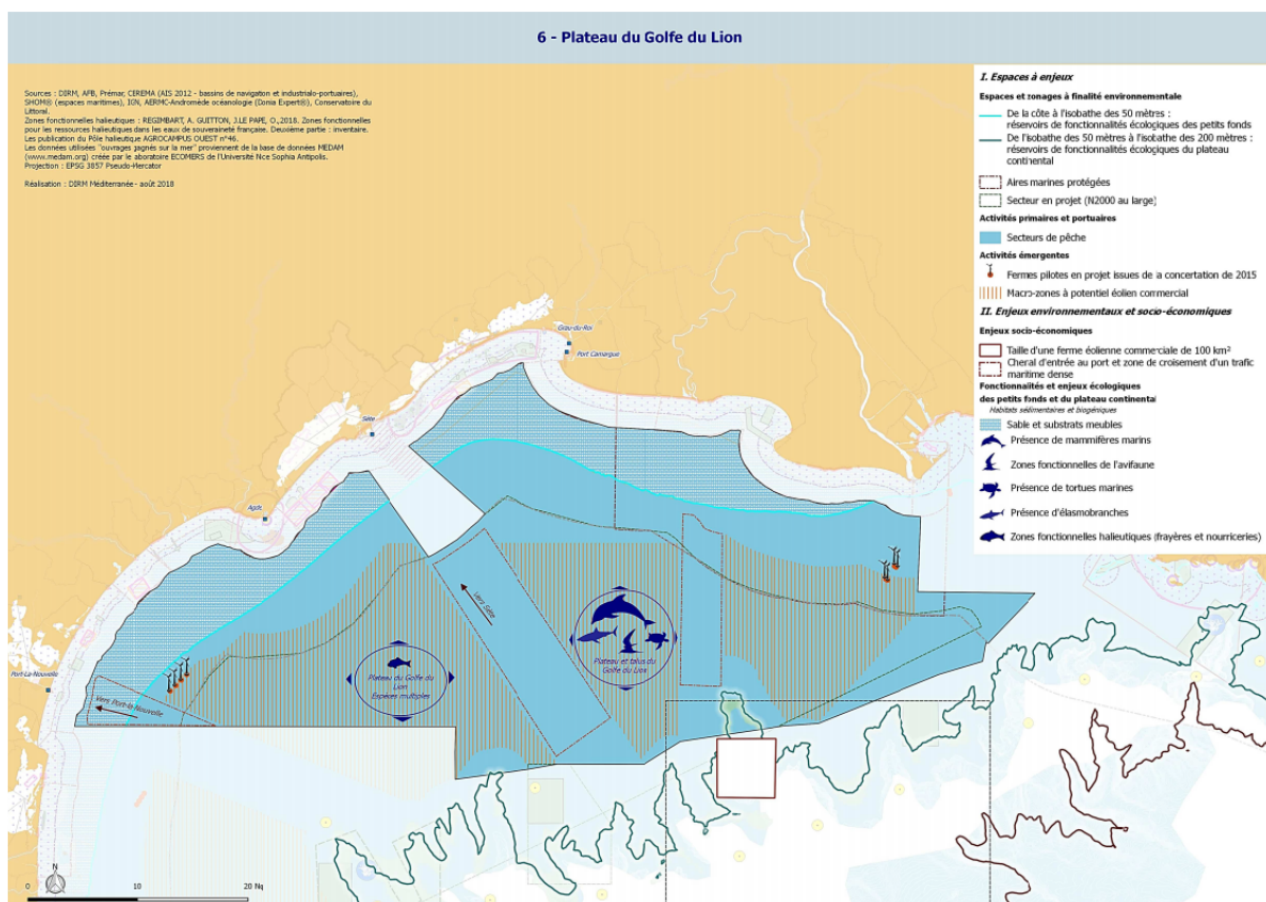 6 - Plateau du Golfe du Lion
Sources : DIRM, AFB, Prémar, CEREMA (AIS 2012 - bassins de navigation et industrialo-portuaires),
SHOM® (espaces maritimes), IGN, AERMC-Andromède océanologie (Donia Expert®), Conservatoire du
Littoral.
Zones fonctionnelles halieutiques : REGIMBART, A. GUITTON, J.LE PAPE, O.,2018. Zones fonctionnelles
pour les ressources halieutiques dans les eaux de souveraineté française. Deuxième partie : inventaire.
Les publication du Pôle halieutique AGROCAMPUS OUEST n°46.
Les données utilisées "ouvrages gagnés sur la mer" proviennent de la base de données MEDAM
(www.medam.org) créée par le aboratoire ECOMERS de l'Université Nce Sophia Antipolis.
Projection : EPSG 3857 Pseudo-Mercator
Réalisation : DIRM Méditerranée - août 2018
I. Espaces à enjeux
Espaces et zonages à finalité environnementale
De la côte à l'isobathe des 50 mètres :
réservoirs de fonctionnalités écologiques des petits fonds
De l'isobathe des 50 mètres à l'isobathe des 200 mètres :
réservoirs de fonctionnalités écologiques du plateau
continental
Aires marines protégées
Secteur en projet (N2000 au large)
Activités primaires et portuaires
Secteurs de pêche
Activités émergentes
Fermes pilotes en projet issues de a concertation de 2015
Macro-zones à potentiel éolien commercial
II. Enjeux environnementaux et socio-économiques
Enjeux socio-économiques
Taille d'une ferme éolienne commerciale de 100 km²
Cheral d'entrée au port et zone de croisement d'un trafic
maritime dense
Fonctionnalités et enjeux écologiques
des petits fonds et du plateau continental
Habitats sédimentaires et biogéniques
Sable et substrats meubles
Présence de mammifères marins
Zones fonctionnelles de l'avifaune
Présence de tortues marines
Présence d'élasmobranches
Zones fonctionnelles halieutiques (frayères et nourriceries)
Grau-du-Roi
Port Camargue
Sète
Agde
Port-La-Nouvelle
Vers Sète
Vers Port-la Nouvelle
Plateau du Golfe du
Lion
Espèces multiples
Plateau et talus du
Golfe du Lion
N
0 10 20 Nq